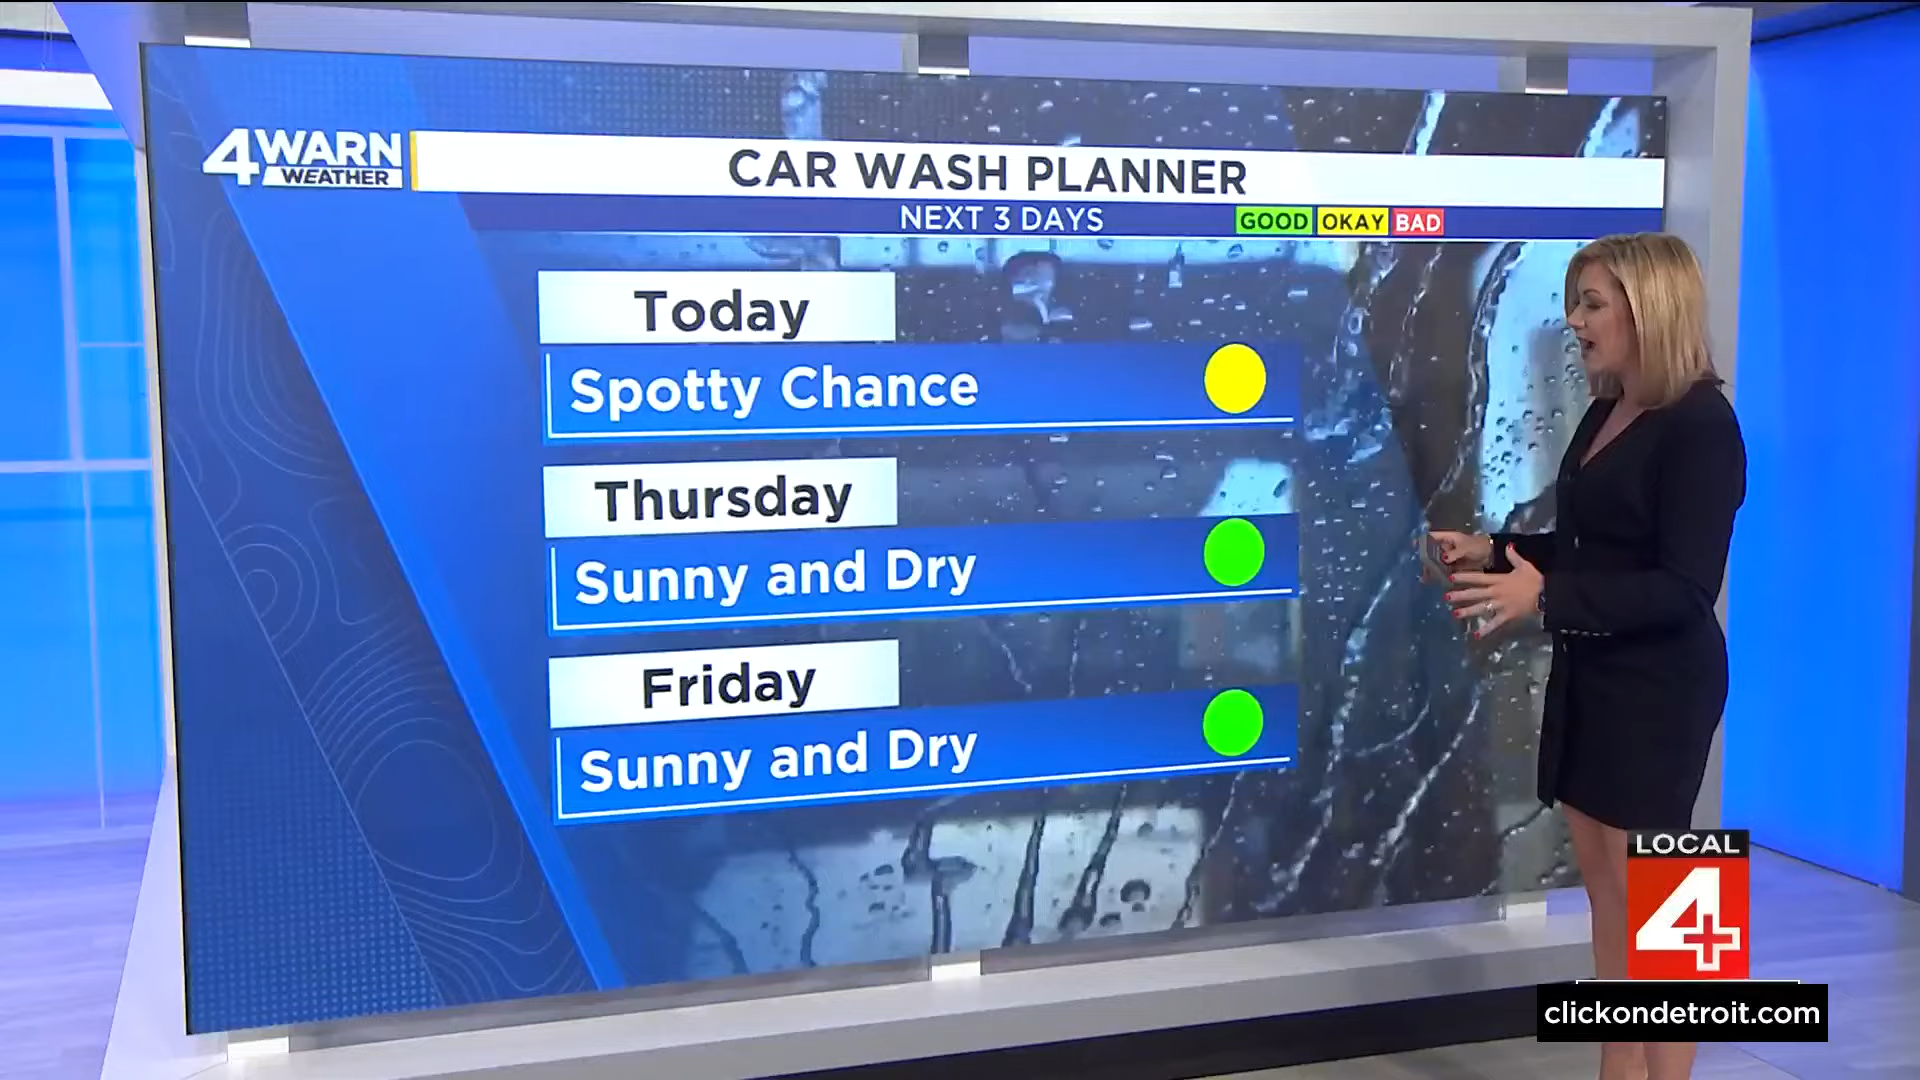 4WARN
WEATHER
CAR WASH PLANNER
NEXT 3 DAYS
GOOD OKAY BAD
Today
Spotty Chance
Thursday
Sunny and Dry
Friday
Sunny and Dry
LOCAL
4+
clickondetroit.com